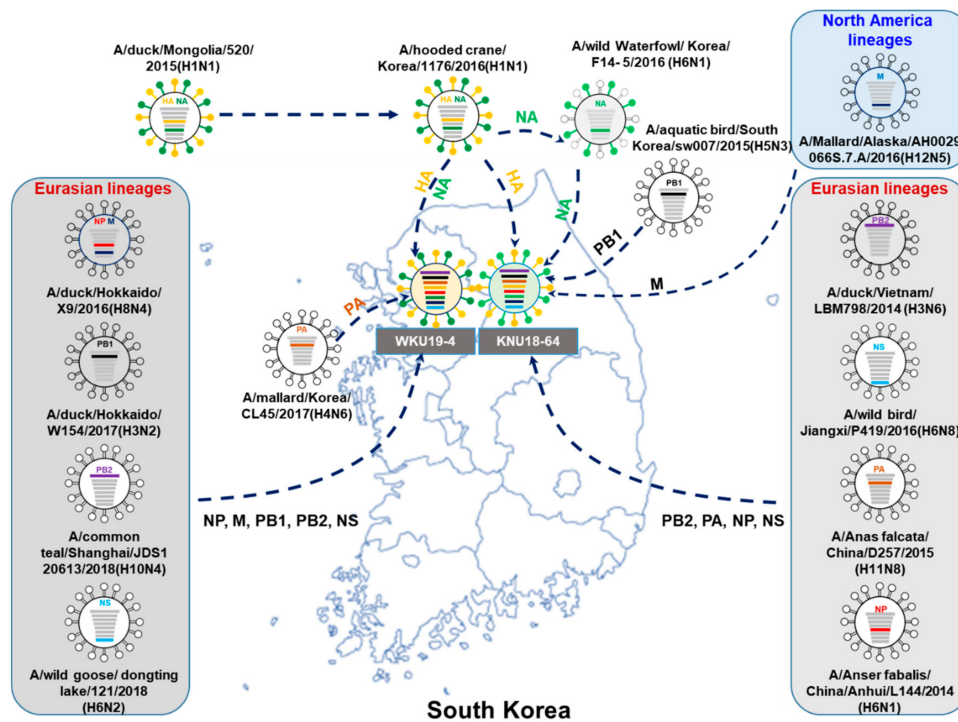 A/duck/Mongolia/520/
2015(H1N1)
HA NA
A/hooded crane/
Korea/1176/2016(H1N1)
HA NA
NA
A/wild Waterfowl/ Korea/
F14- 5/2016 (H6N1)
NA
A/aquatic bird/South
Korea/sw007/2015(H5N3)
PB1
North America
lineages
M
A/Mallard/Alaska/AH0029
066S.7.A/2016(H12N5)
Eurasian lineages
NP M
A/duck/Hokkaido/
X9/2016(H8N4)
PB1
A/duck/Hokkaido/
W154/2017(H3N2)
PB2
A/common
teal/Shanghai/JDS1
20613/2018(H10N4)
NS
A/wild goose/ dongting
lake/121/2018
(H6N2)
HA
NA
HA
NA
PB1
M
PA
PA
A/mallard/Korea/
CL45/2017(H4N6)
WKU19-4
KNU18-64
NP, M, PB1, PB2, NS
PB2, PA, NP, NS
Eurasian lineages
PB2
A/duck/Vietnam/
LBM798/2014 (H3N6)
NS
A/wild bird/
Jiangxi/P419/2016(H6N8)
PA
A/Anas falcata/
China/D257/2015
(H11N8)
NP
A/Anser fabalis/
China/Anhui/L144/2014
(H6N1)
South Korea